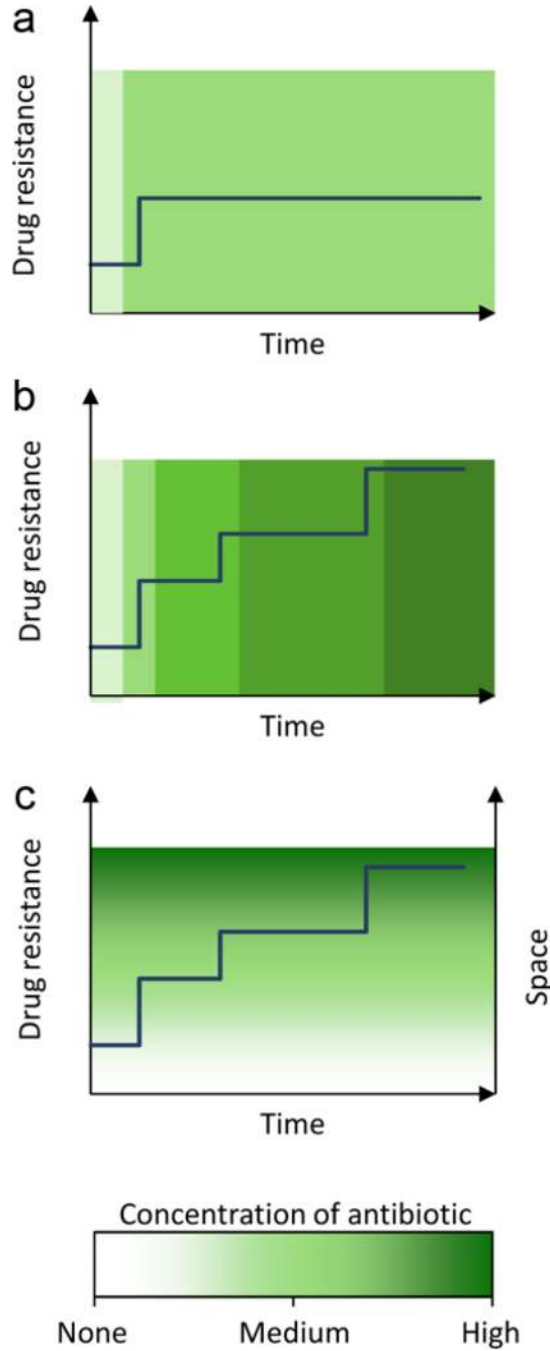 a
Drug resistance
Time
b
Drug resistance
Time
c
Drug resistance
Space
Time
Concentration of antibiotic
None Medium High